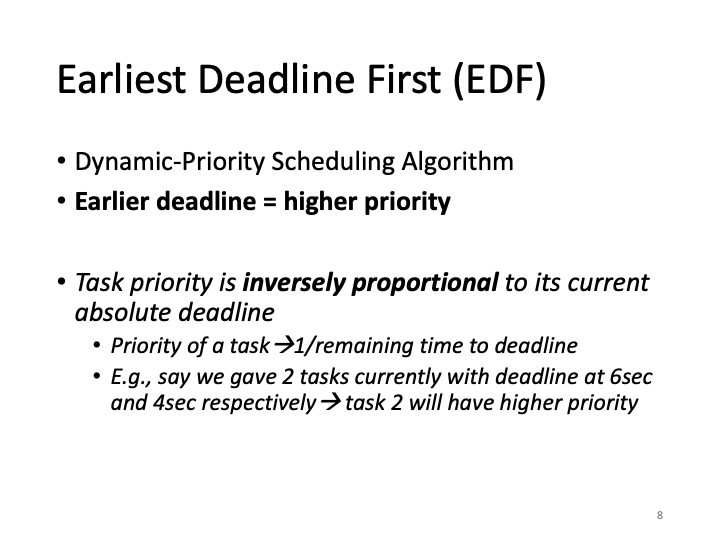 Earliest Deadline First (EDF)
• Dynamic-Priority Scheduling Algorithm
• Earlier deadline = higher priority
• Task priority is inversely proportional to its current
absolute deadline
• Priority of a task→1/remaining time to deadline
• E.g., say we gave 2 tasks currently with deadline at 6sec
and 4sec respectively→ task 2 will have higher priority
8